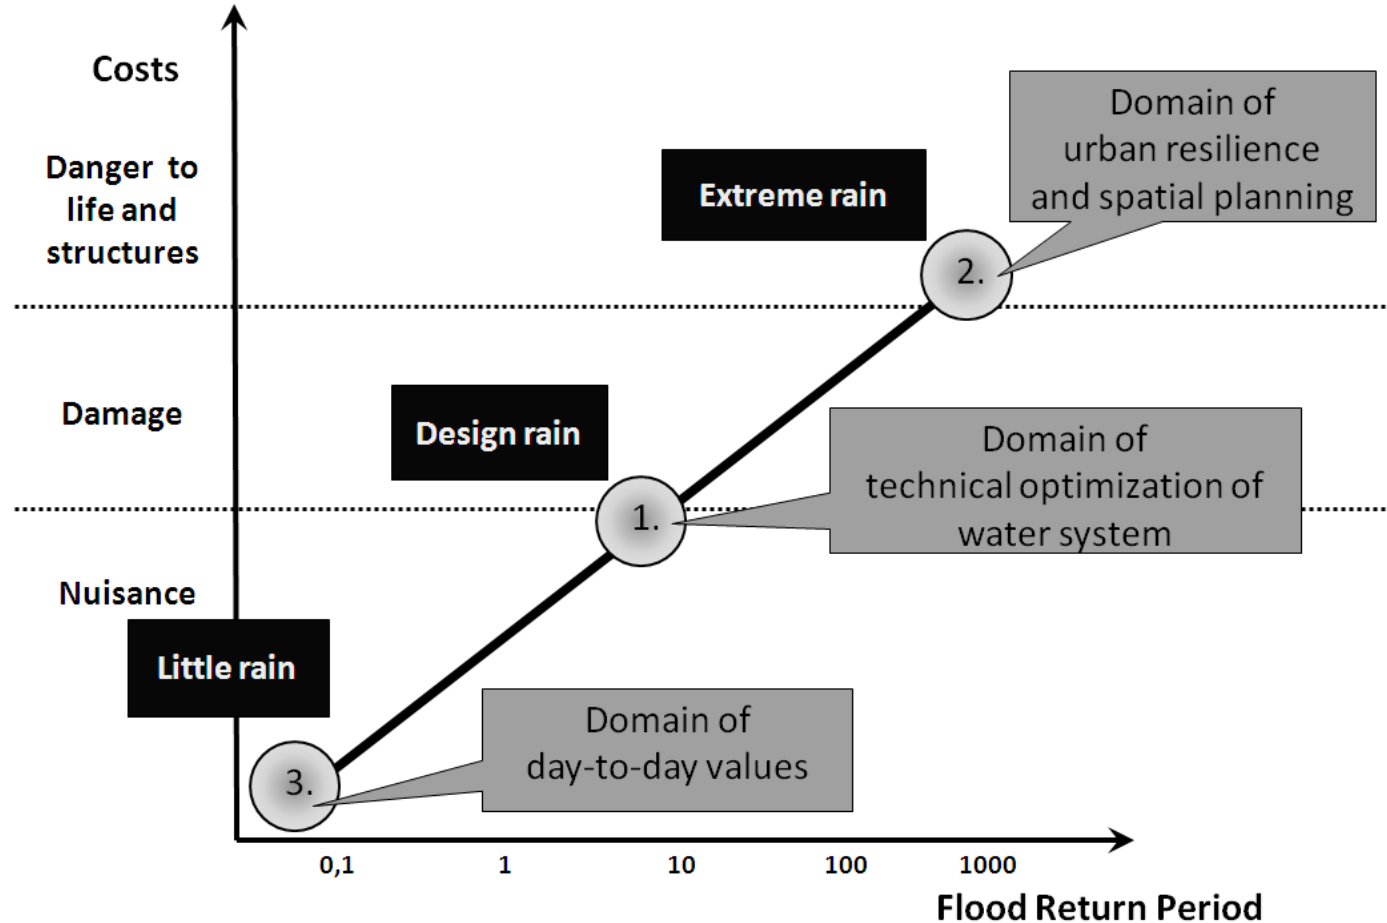 Costs
Danger to
life and
structures
Extreme rain
Domain of
urban resilience
and spatial planning
2.
Damage
Design rain
1.
Domain of
technical optimization of
water system
Nuisance
Little rain
3.
Domain of
day-to-day values
0,1 1 10 100 1000
Flood Return Period